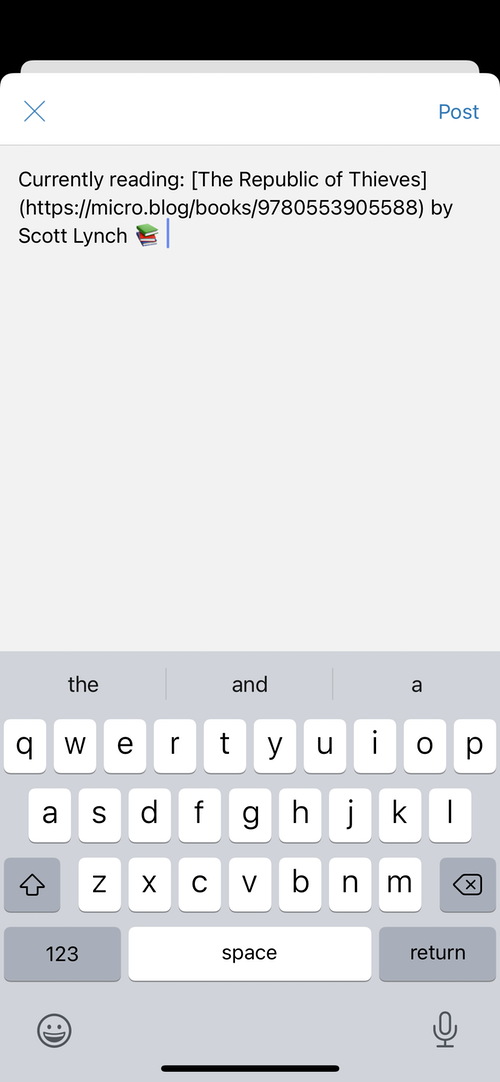 Post
Currently reading: [The Republic of Thieves]
(https://micro.blog/books/9780553905588) by
Scott Lynch 📚
the and a
q w e r t y u i o p
a s d f g h j k l
z x c v b n m
123 space return